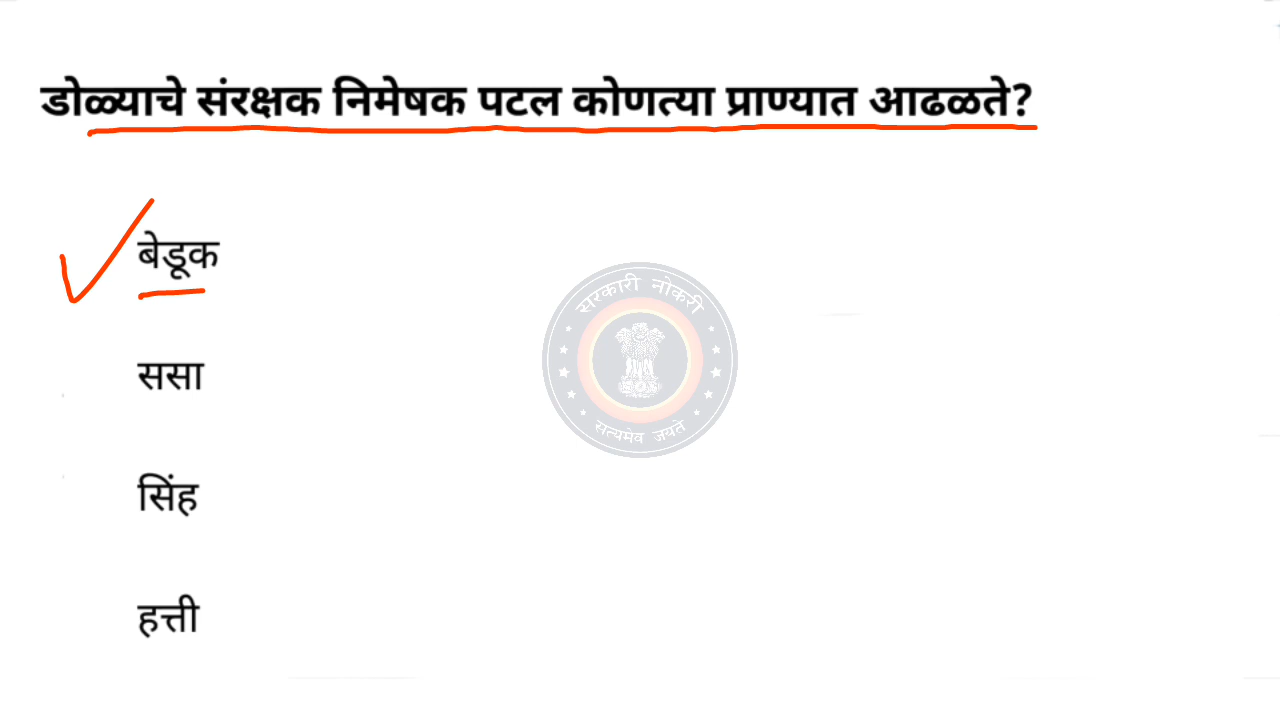 डोळ्याचे संरक्षक निमेषक पटल कोणत्या प्राण्यात आढळते?
बेडूक
ससा
सिंह
हत्ती
सरकारी नोकरी
सत्यमेव जयते